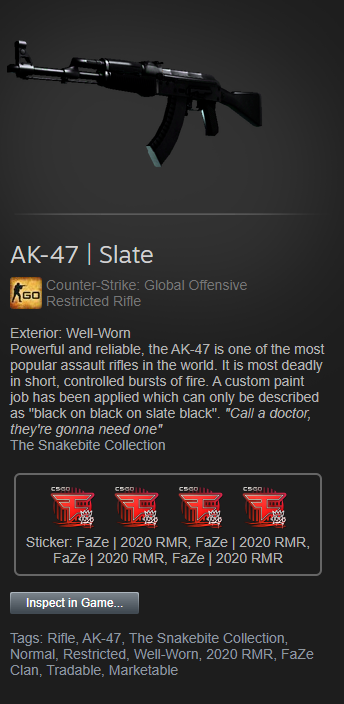 AK-47 | Slate
GO
Counter-Strike: Global Offensive
Restricted Rifle
Exterior: Well-Worn
Powerful and reliable, the AK-47 is one of the most
popular assault rifles in the world. It is most deadly
in short, controlled bursts of fire. A custom paint
job has been applied which can only be described
as "black on black on slate black". "Call a doctor,
they're gonna need one"
The Snakebite Collection
CSGO CSGO CSGO CSGO
Sticker: FaZe | 2020 RMR, FaZe | 2020 RMR,
FaZe | 2020 RMR, FaZe | 2020 RMR
Inspect in Game...
Tags: Rifle, AK-47, The Snakebite Collection,
Normal, Restricted, Well-Worn, 2020 RMR, FaZe
Clan, Tradable, Marketable